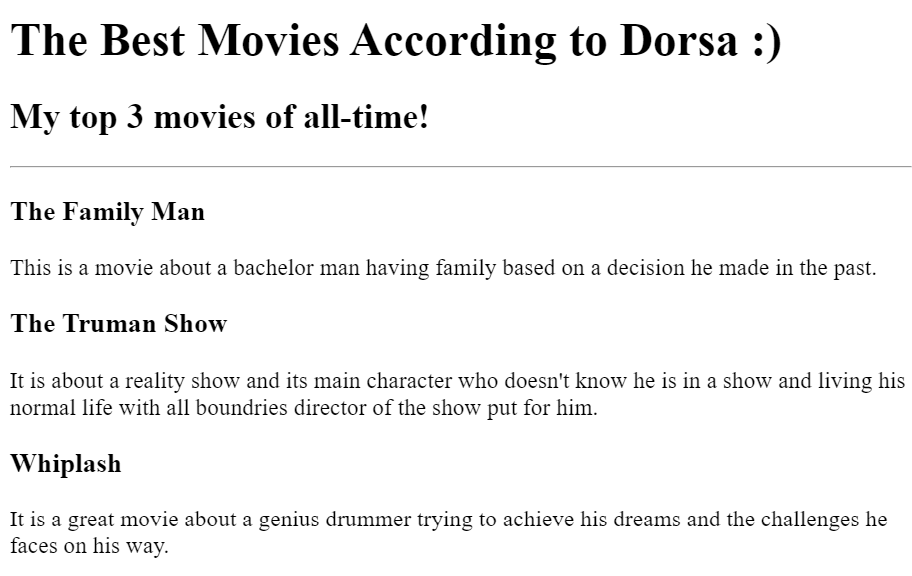 The Best Movies According to Dorsa :)
My top 3 movies of all-time!
The Family Man
This is a movie about a bachelor man having family based on a decision he made in the past.
The Truman Show
It is about a reality show and its main character who doesn't know he is in a show and living his
normal life with all boundries director of the show put for him.
Whiplash
It is a great movie about a genius drummer trying to achieve his dreams and the challenges he
faces on his way.